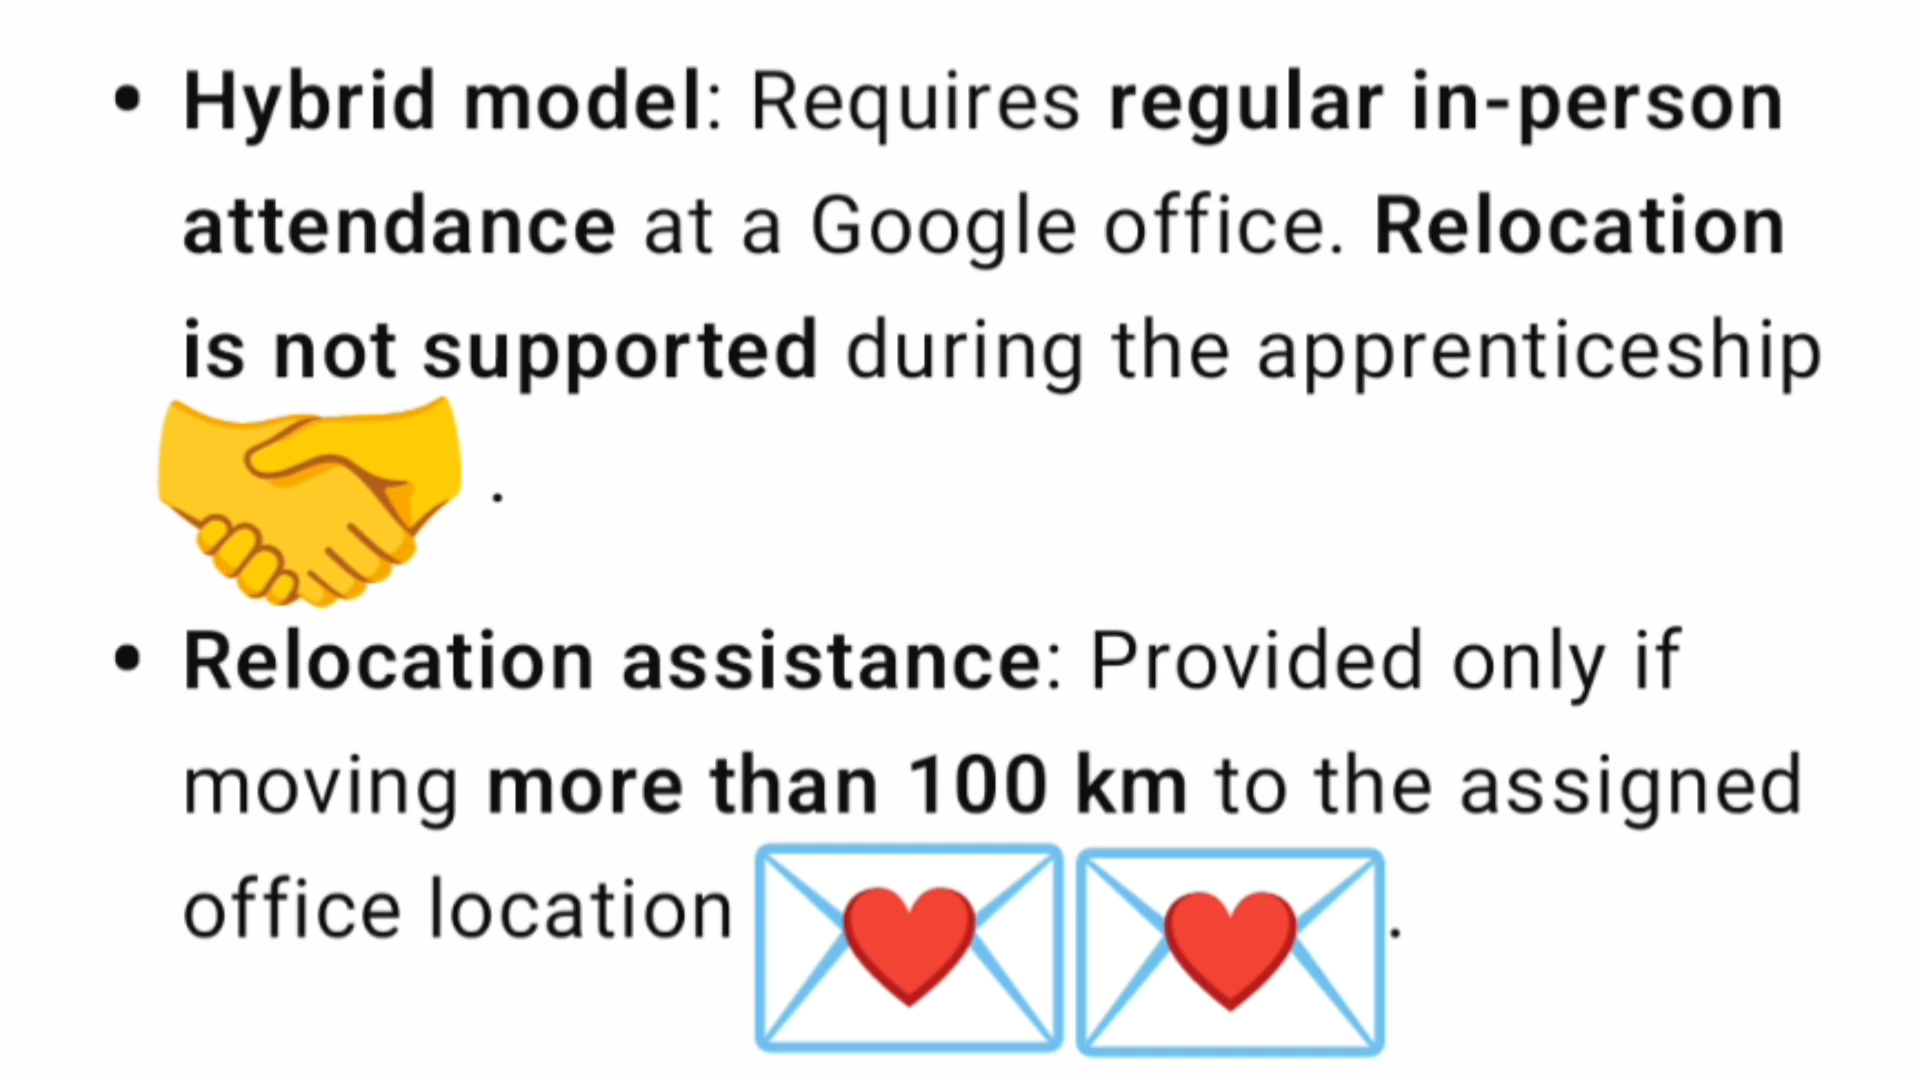 • Hybrid model: Requires regular in-person
attendance at a Google office. Relocation
is not supported during the apprenticeship
🤝 .
• Relocation assistance: Provided only if
moving more than 100 km to the assigned
office location 💌 💌.